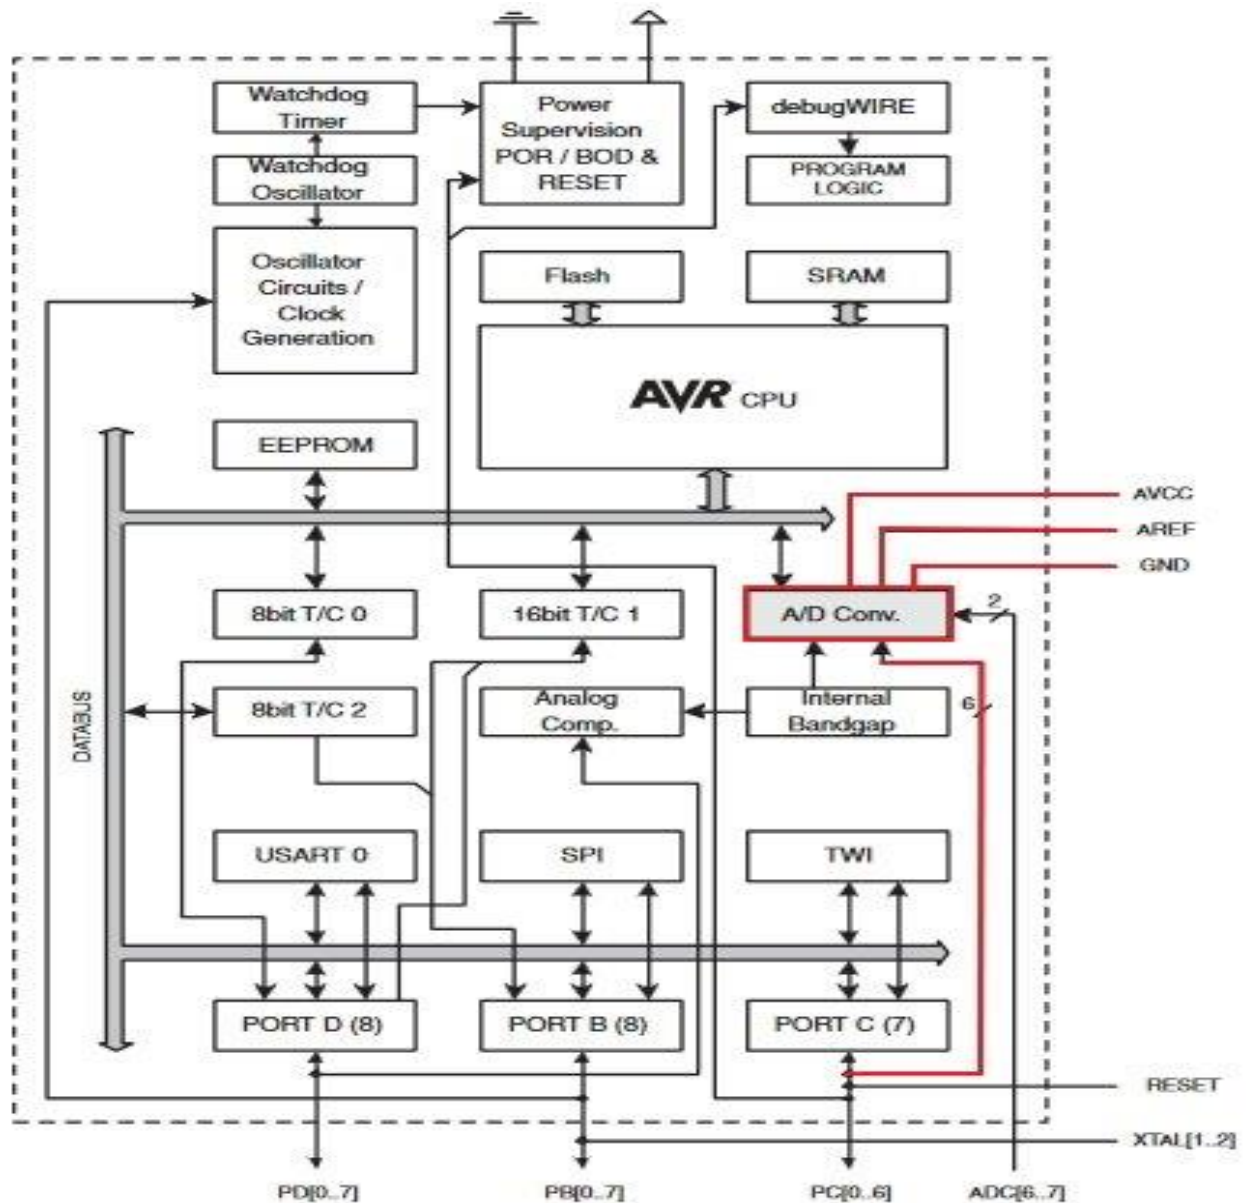 Watchdog
Timer
Power
Supervision
POR / BOD &
RESET
debugWIRE
Watchdog
Oscillator
PROGRAM
LOGIC
Oscillator
Circuits /
Clock
Generation
Flash
SRAM
AVR CPU
EEPROM
AVCC
AREF
GND
8bit T/C 0
16bit T/C 1
A/D Conv.
2
DATABUS
8bit T/C 2
Analog
Comp.
Internal
Bandgap
6
USART 0
SPI
TWI
PORT D (8)
PORT B (8)
PORT C (7)
RESET
XTAL[1..2]
PD[0..7]
PB[0..7]
PC[0..6]
ADC[6..7]